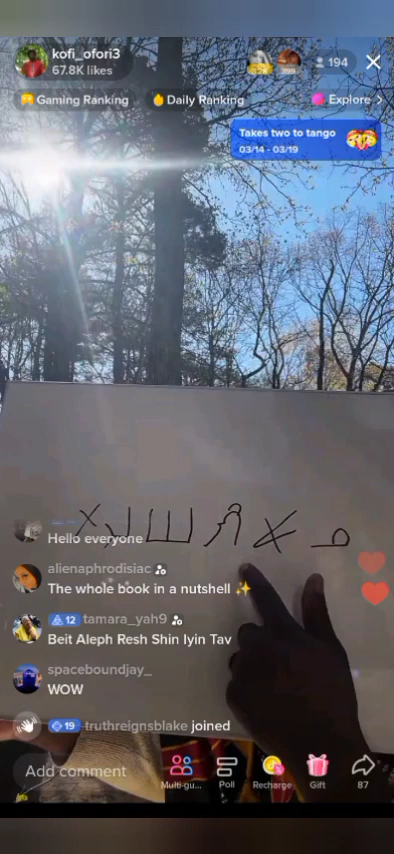 kofi_ofori3
67.8K likes
194
Gaming Ranking
Daily Ranking
Explore >
Takes two to tango
03/14 - 03/19
Hello everyone
alienaphrodisiac
The whole book in a nutshell ✨
12 tamara_yah9
Beit Aleph Resh Shin Iyin Tav
spaceboundjay_
WOW
19 truthreignsblake joined
Add comment
Multi-gu...
Poll
Recharge
Gift
87